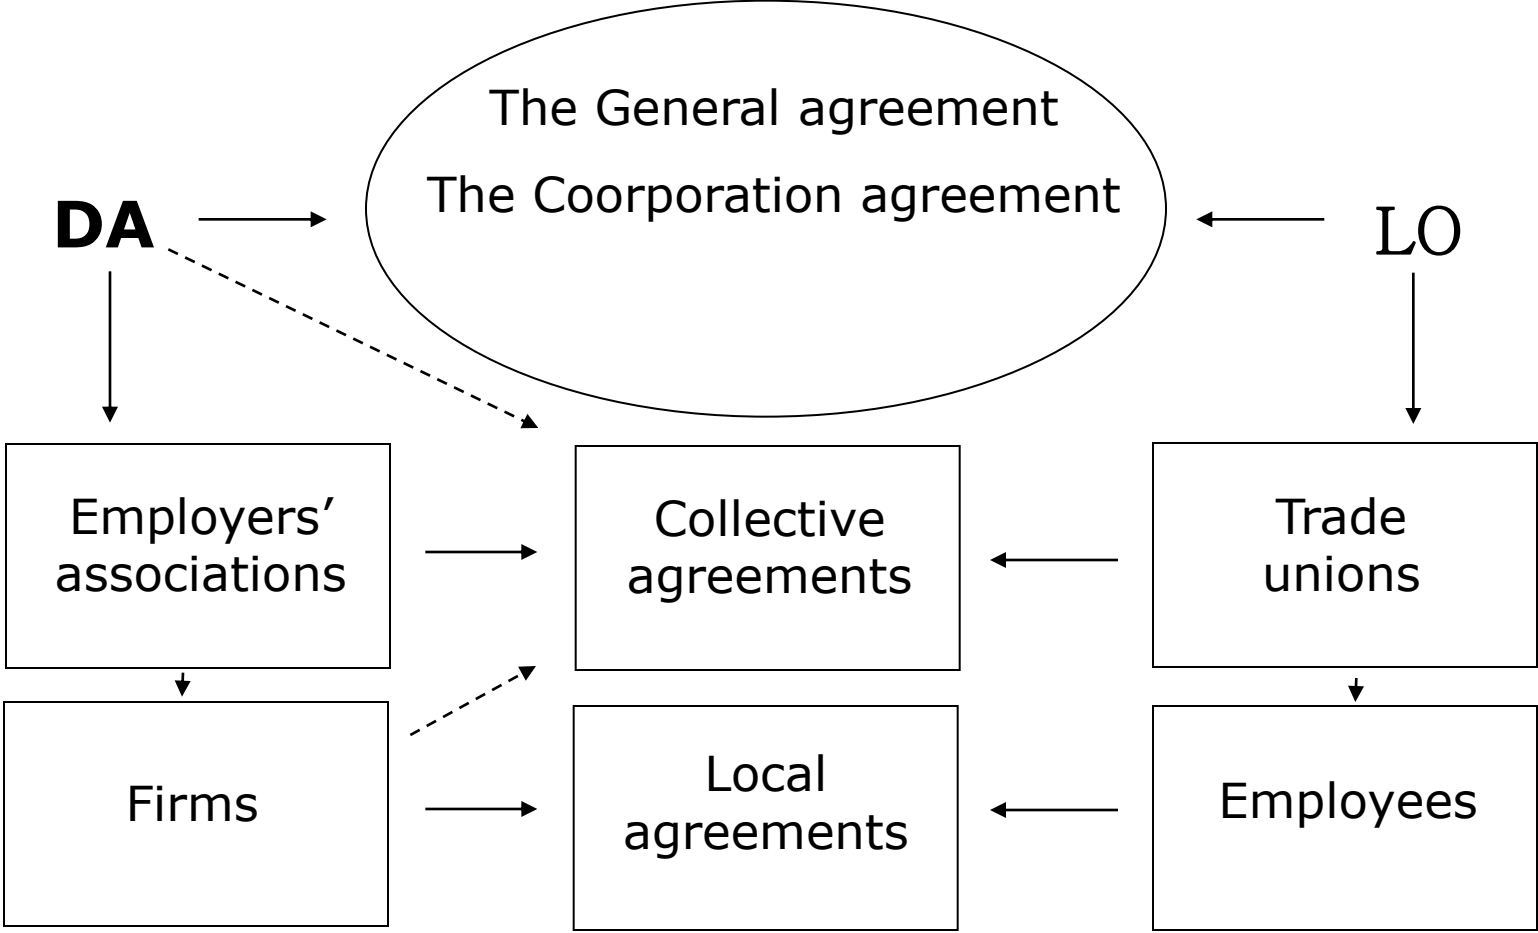 The General agreement
The Coorporation agreement
DA
LO
Employers’
associations
Collective
agreements
Trade
unions
Firms
Local
agreements
Employees